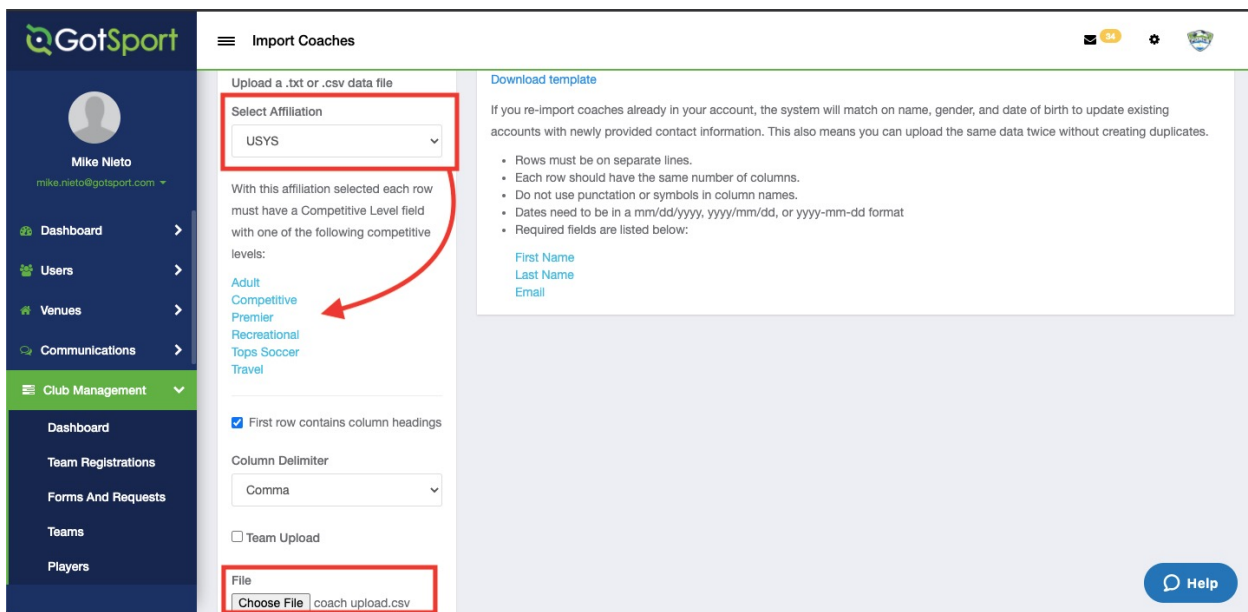 GotSport
Import Coaches
94
Mike Nieto
mike.nieto@gotsport.com
Dashboard
Users
Venues
Communications
Club Management
Dashboard
Team Registrations
Forms And Requests
Teams
Players
Upload a .txt or .csv data file
Select Affiliation
USYS
With this affiliation selected each row
must have a Competitive Level field
with one of the following competitive
levels:
Adult
Competitive
Premier
Recreational
Tops Soccer
Travel
First row contains column headings
Column Delimiter
Comma
Team Upload
File
Choose File coach upload.csv
Download template
If you re-import coaches already in your account, the system will match on name, gender, and date of birth to update existing
accounts with newly provided contact information. This also means you can upload the same data twice without creating duplicates.
• Rows must be on separate lines.
• Each row should have the same number of columns.
• Do not use punctation or symbols in column names.
• Dates need to be in a mm/dd/yyyy, yyyy/mm/dd, or yyyy-mm-dd format
• Required fields are listed below:
First Name
Last Name
Email
Help